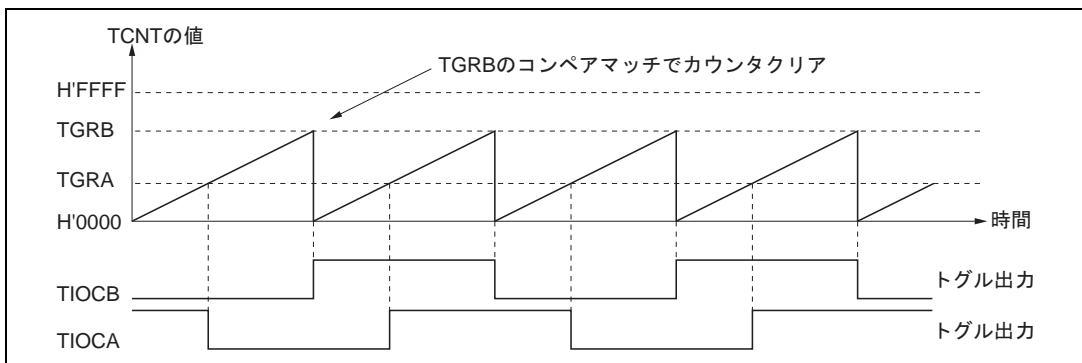 TCNTの値
TGRBのコンペアマッチでカウンタクリア
H'FFFF
TGRB
TGRA
H'0000
時間
TIOCB
トグル出力
TIOCA
トグル出力